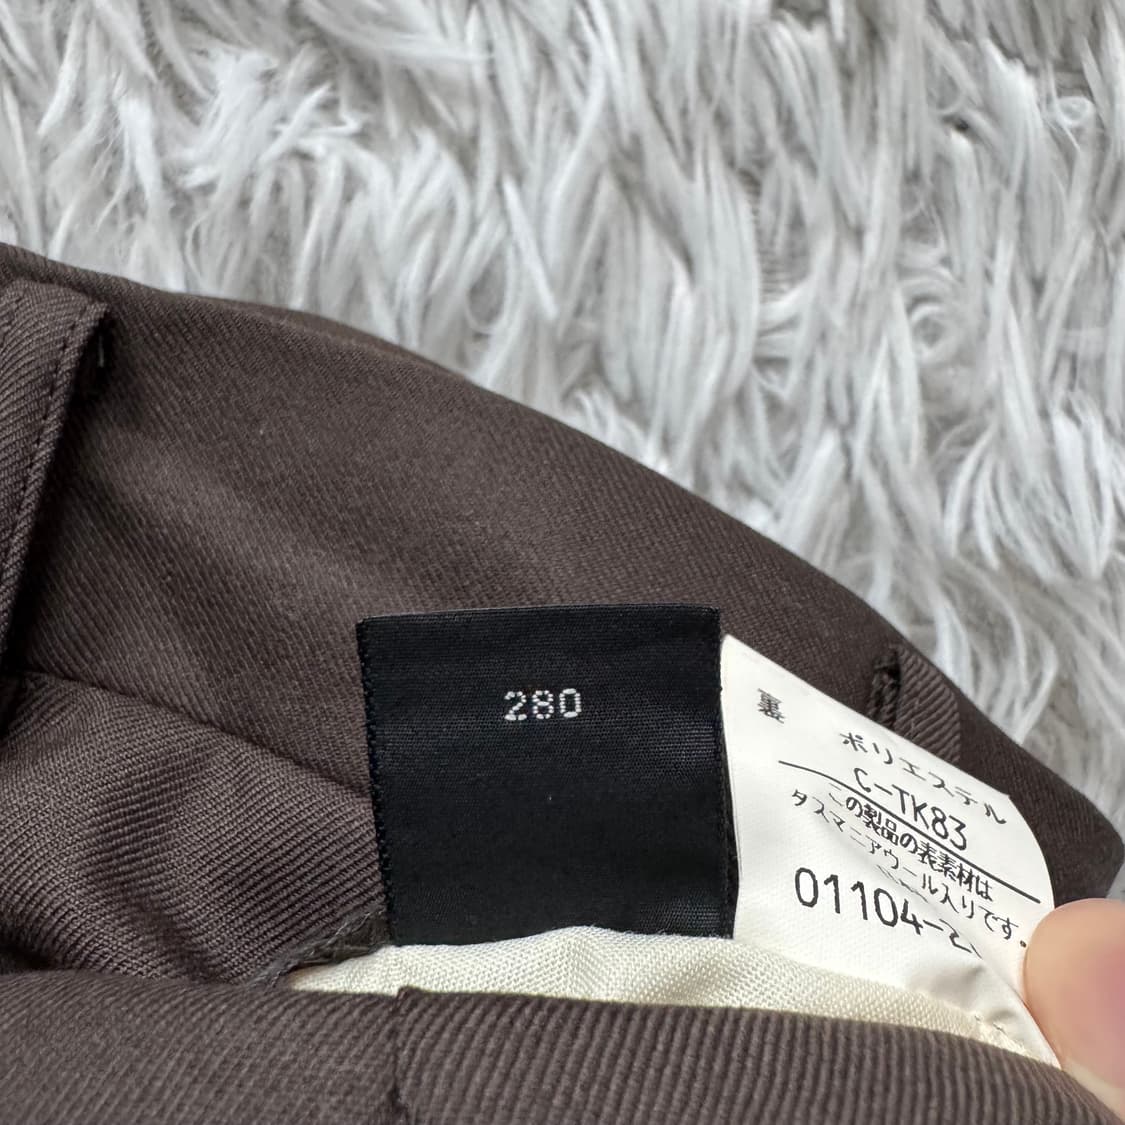 280
裏 ポリエステル
C-TK83
この製品の表素材は
タスマニアウール入りです。
01104-2